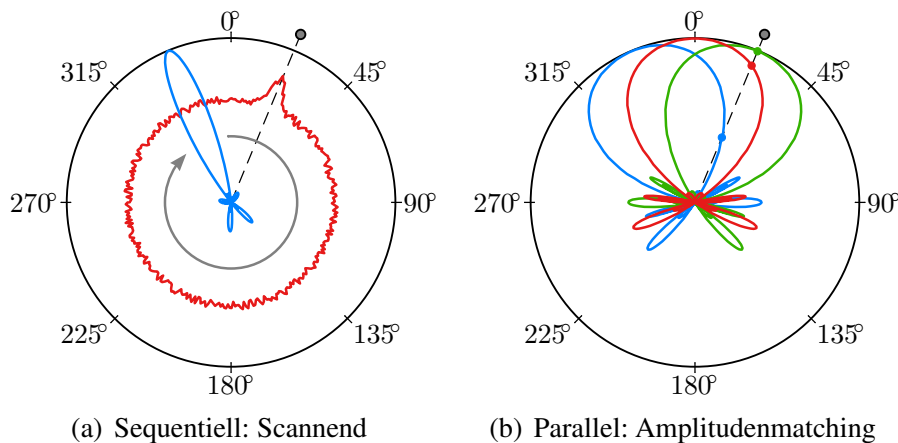 0° 0°
315° 45° 315° 45°
270° 90° 270° 90°
225° 135° 225° 135°
180° 180°
(a) Sequentiell: Scannend (b) Parallel: Amplitudenmatching